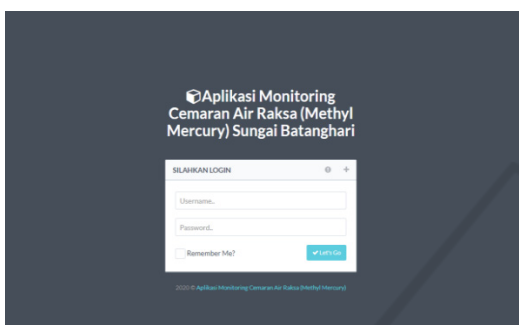 Aplikasi Monitoring
Cemaran Air Raksa (Methyl
Mercury) Sungai Batanghari
SILAHKAN LOGIN
Username..
Password..
Remember Me?
Let's Go
2020 © Aplikasi Monitoring Cemaran Air Raksa (Methyl Mercury)